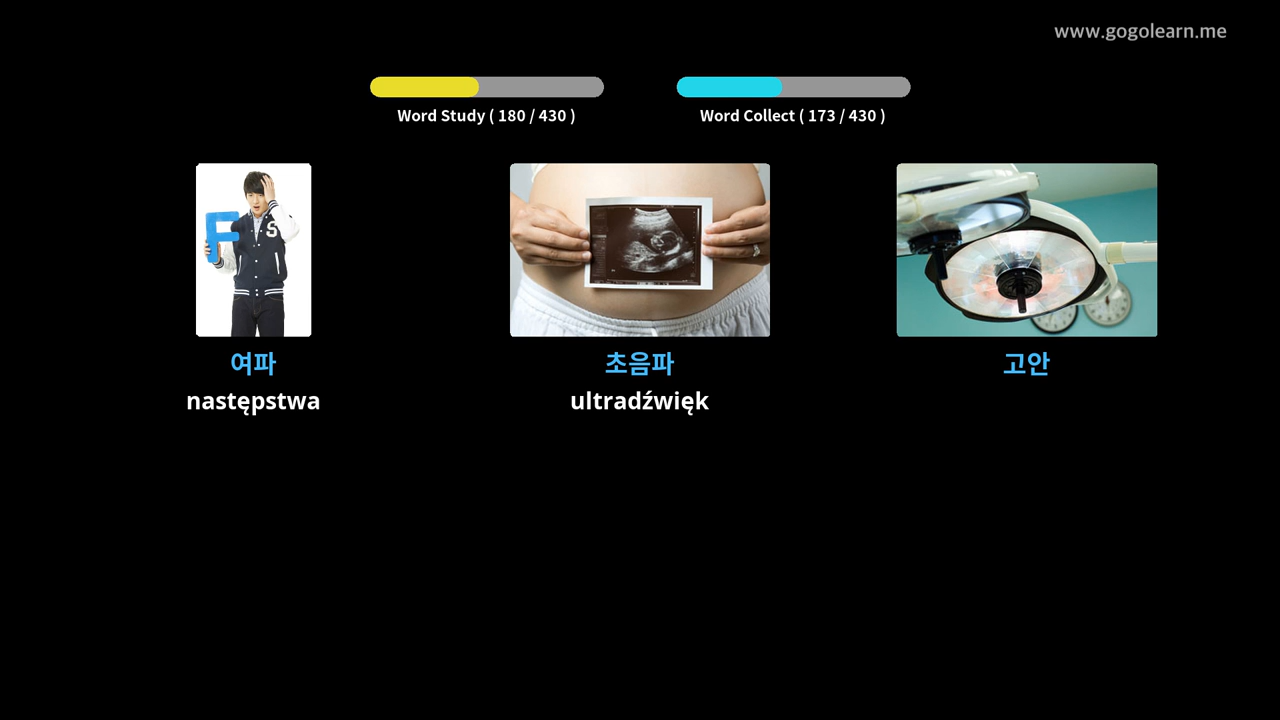 www.gogolearn.me
Word Study ( 180 / 430 )
Word Collect ( 173 / 430 )
F
S
여파
초음파
고안
następstwa
ultradźwięk